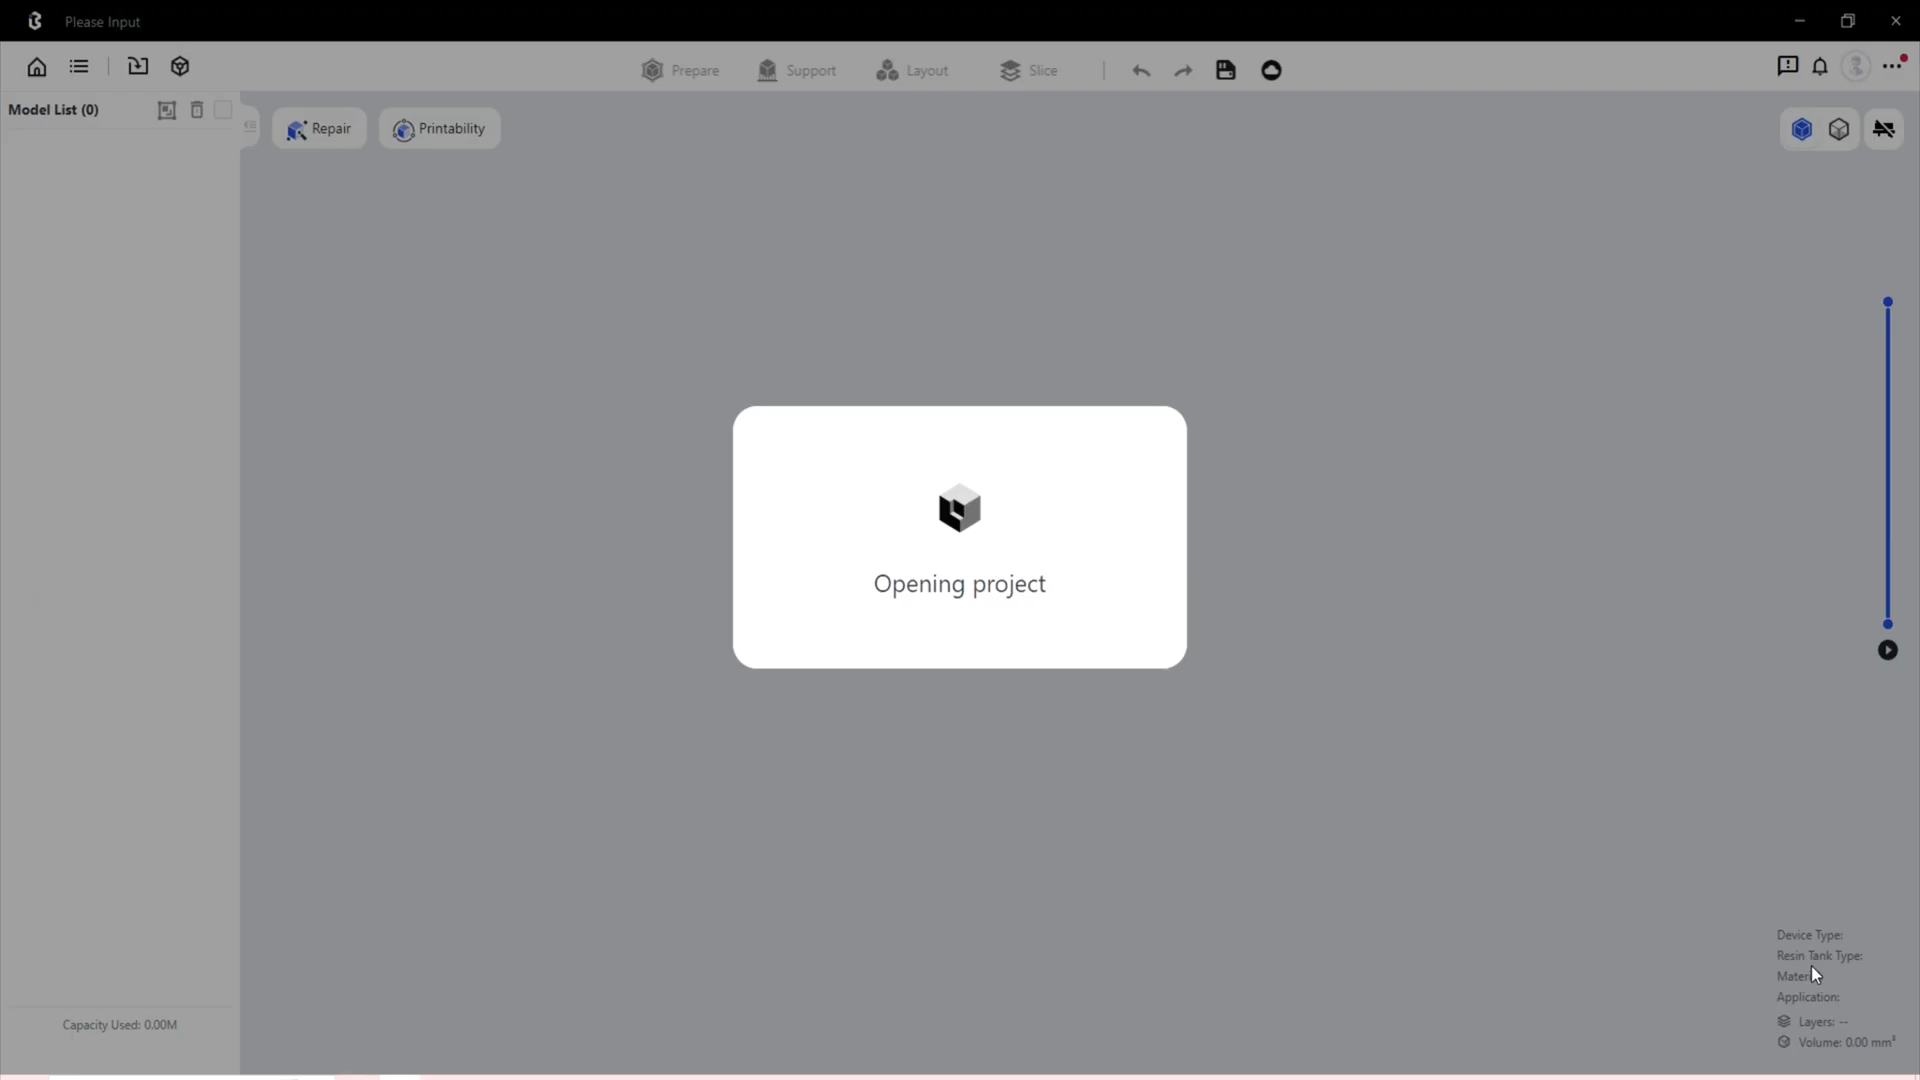 Please Input
Prepare
Support
Layout
Slice
Model List (0)
Repair
Printability
Opening project
Device Type:
Resin Tank Type:
Application:
Layers: --
Volume: 0.00 mm³
Capacity Used: 0.00M